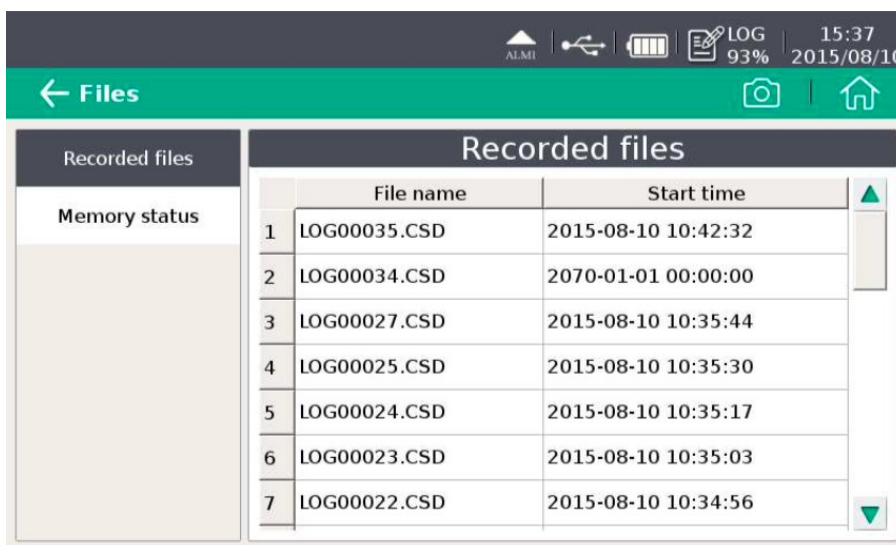 ALM1
LOG
93%
15:37
2015/08/10
Files
Recorded files
Memory status
Recorded files
File name Start time
1 LOG00035.CSD 2015-08-10 10:42:32
2 LOG00034.CSD 2070-01-01 00:00:00
3 LOG00027.CSD 2015-08-10 10:35:44
4 LOG00025.CSD 2015-08-10 10:35:30
5 LOG00024.CSD 2015-08-10 10:35:17
6 LOG00023.CSD 2015-08-10 10:35:03
7 LOG00022.CSD 2015-08-10 10:34:56